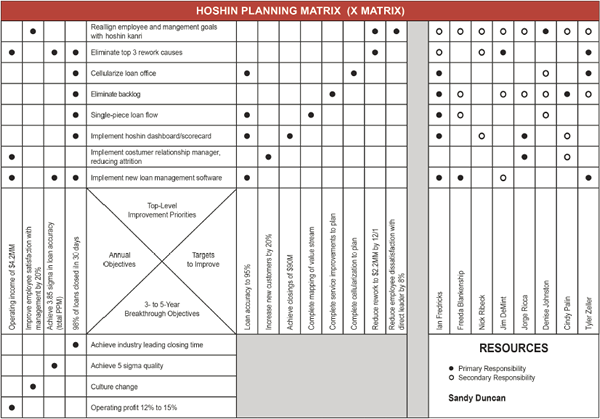 HOSHIN PLANNING MATRIX (X MATRIX)
Reallign employee and mangement goals
with hoshin kanri
Eliminate top 3 rework causes
Cellularize loan office
Eliminate backlog
Single-piece loan flow
Implement hoshin dashboard/scorecard
Implement costumer relationship manager,
reducing attrition
Implement new loan management software
Operating income of $4.2MM
Improve employee satisfaction with
management by 20%
Achieve 3.85 sigma in loan accuracy
(total PPM)
98% of loans closed iin 30 days
Top-Level
Improvement Priorities
Annual
Objectives
Targets
to Improve
3- to 5-Year
Breakthrough Objectives
Loan accuracy to 95%
Increase new customers by 20%
Achieve closings of $90M
Complete mapping of value stream
Complete service improvements to plan
Complete cellularization to plan
Reduce rework to $2.2MM by 12/1
Reduce employee dissatisfaction with
direct leader by 8%
Ian Fredricks
Freeda Blankenship
Nick Rbeck
Jim DeMint
Jorge Rocca
Denise Johnston
Cindy Palin
Tyler Zeller
Achieve industry leading closing time
Achieve 5 sigma quality
Culture change
Operating profit 12% to 15%
RESOURCES
Primary Responsibility
Secondary Responsibility
Sandy Duncan